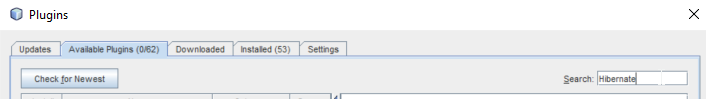 Plugins
Updates Available Plugins (0/62) Downloaded Installed (53) Settings
Check for Newest Search: Hibernate